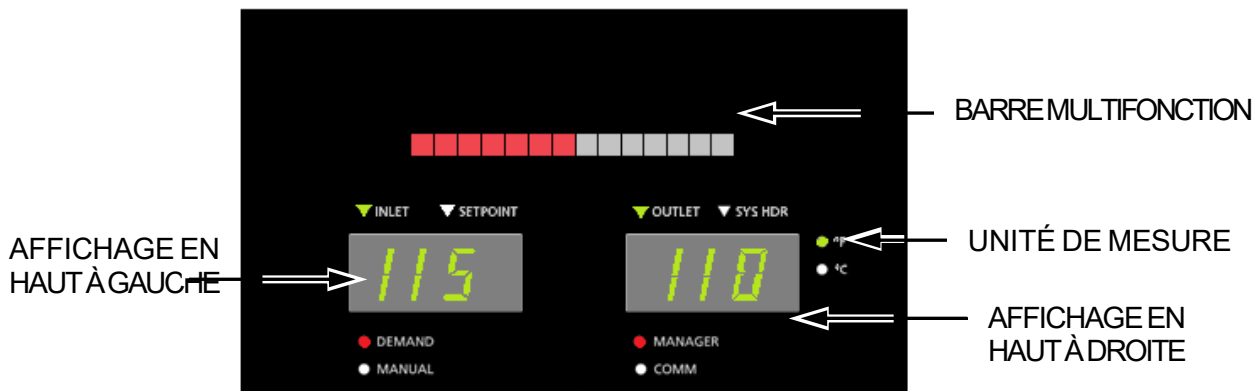 BARRE MULTIFONCTION
INLET SETPOINT OUTLET SYS HDR
AFFICHAGE EN
HAUT À GAUCHE
115 110
°F
UNITÉ DE MESURE
°C
DEMAND MANAGER
MANUAL COMM
AFFICHAGE EN
HAUT À DROITE